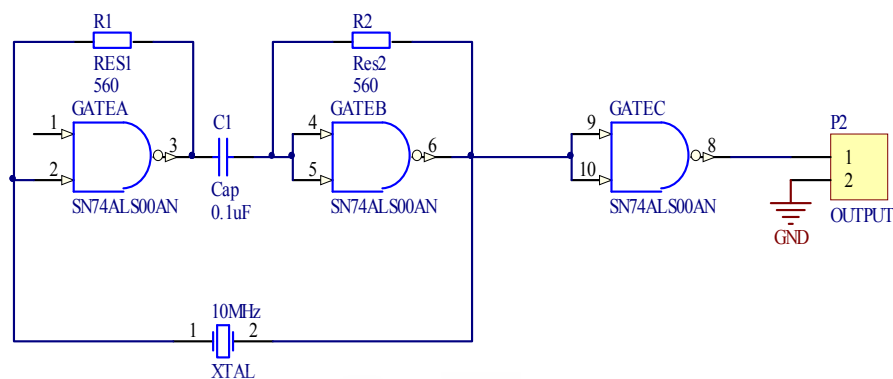 R1
RES1
560
GATEA
1
2
3
SN74ALS00AN
C1
Cap
0.1uF
R2
Res2
560
GATEB
4
5
6
SN74ALS00AN
GATEC
9
10
8
SN74ALS00AN
P2
1
2
OUTPUT
GND
10MHz
1
2
XTAL